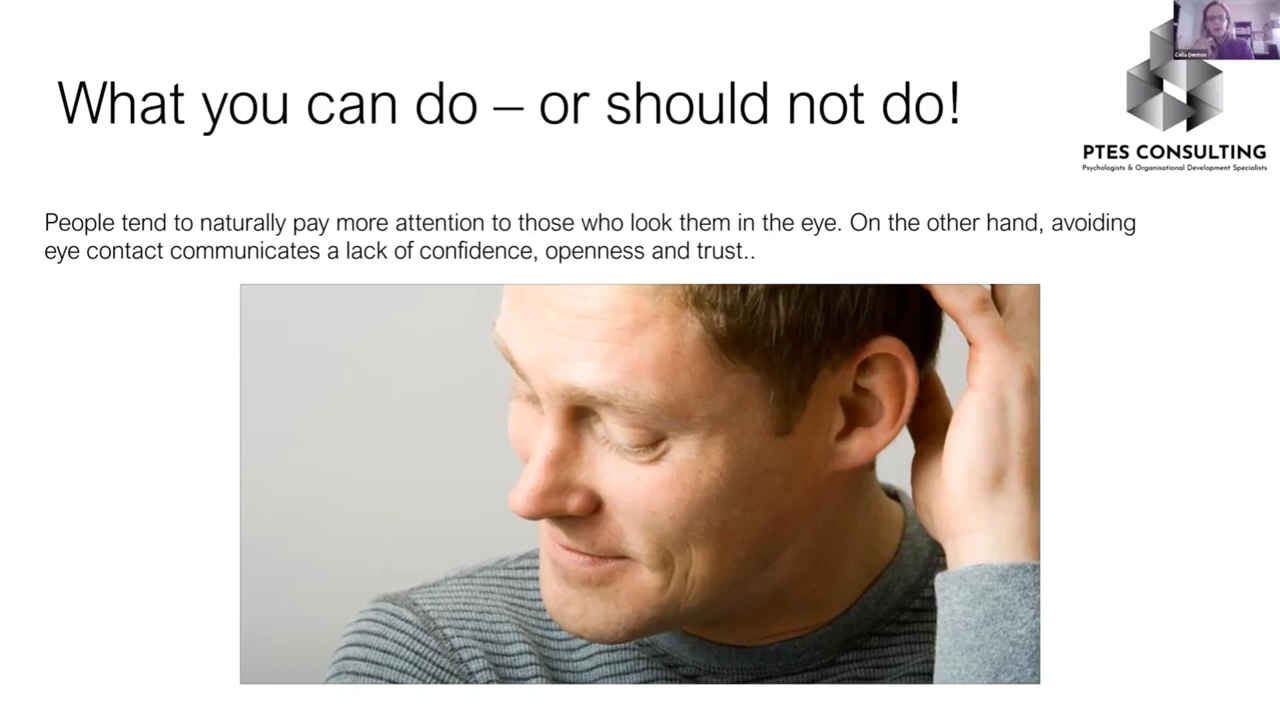 Celia Denton
What you can do – or should not do!
PTES CONSULTING
Psychologists & Organisational Development Specialists
People tend to naturally pay more attention to those who look them in the eye. On the other hand, avoiding
eye contact communicates a lack of confidence, openness and trust..